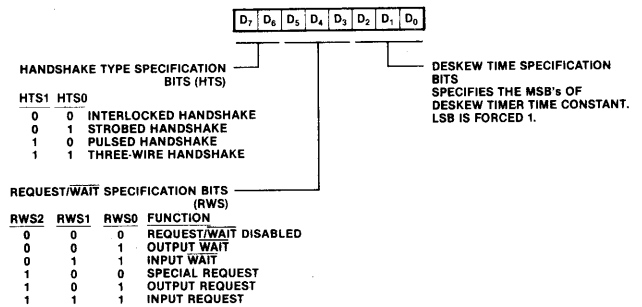 D7 D6 D5 D4 D3 D2 D1 D0
HANDSHAKE TYPE SPECIFICATION
BITS (HTS)
HTS1 HTS0
0 0 INTERLOCKED HANDSHAKE
0 1 STROBED HANDSHAKE
1 0 PULSED HANDSHAKE
1 1 THREE-WIRE HANDSHAKE
DESKEW TIME SPECIFICATION
BITS
SPECIFIES THE MSB's OF
DESKEW TIMER TIME CONSTANT.
LSB IS FORCED 1.
REQUEST/WAIT SPECIFICATION BITS
(RWS)
RWS2 RWS1 RWS0 FUNCTION
0 0 0 REQUEST/WAIT DISABLED
0 0 1 OUTPUT WAIT
0 1 1 INPUT WAIT
1 0 0 SPECIAL REQUEST
1 0 1 OUTPUT REQUEST
1 1 1 INPUT REQUEST